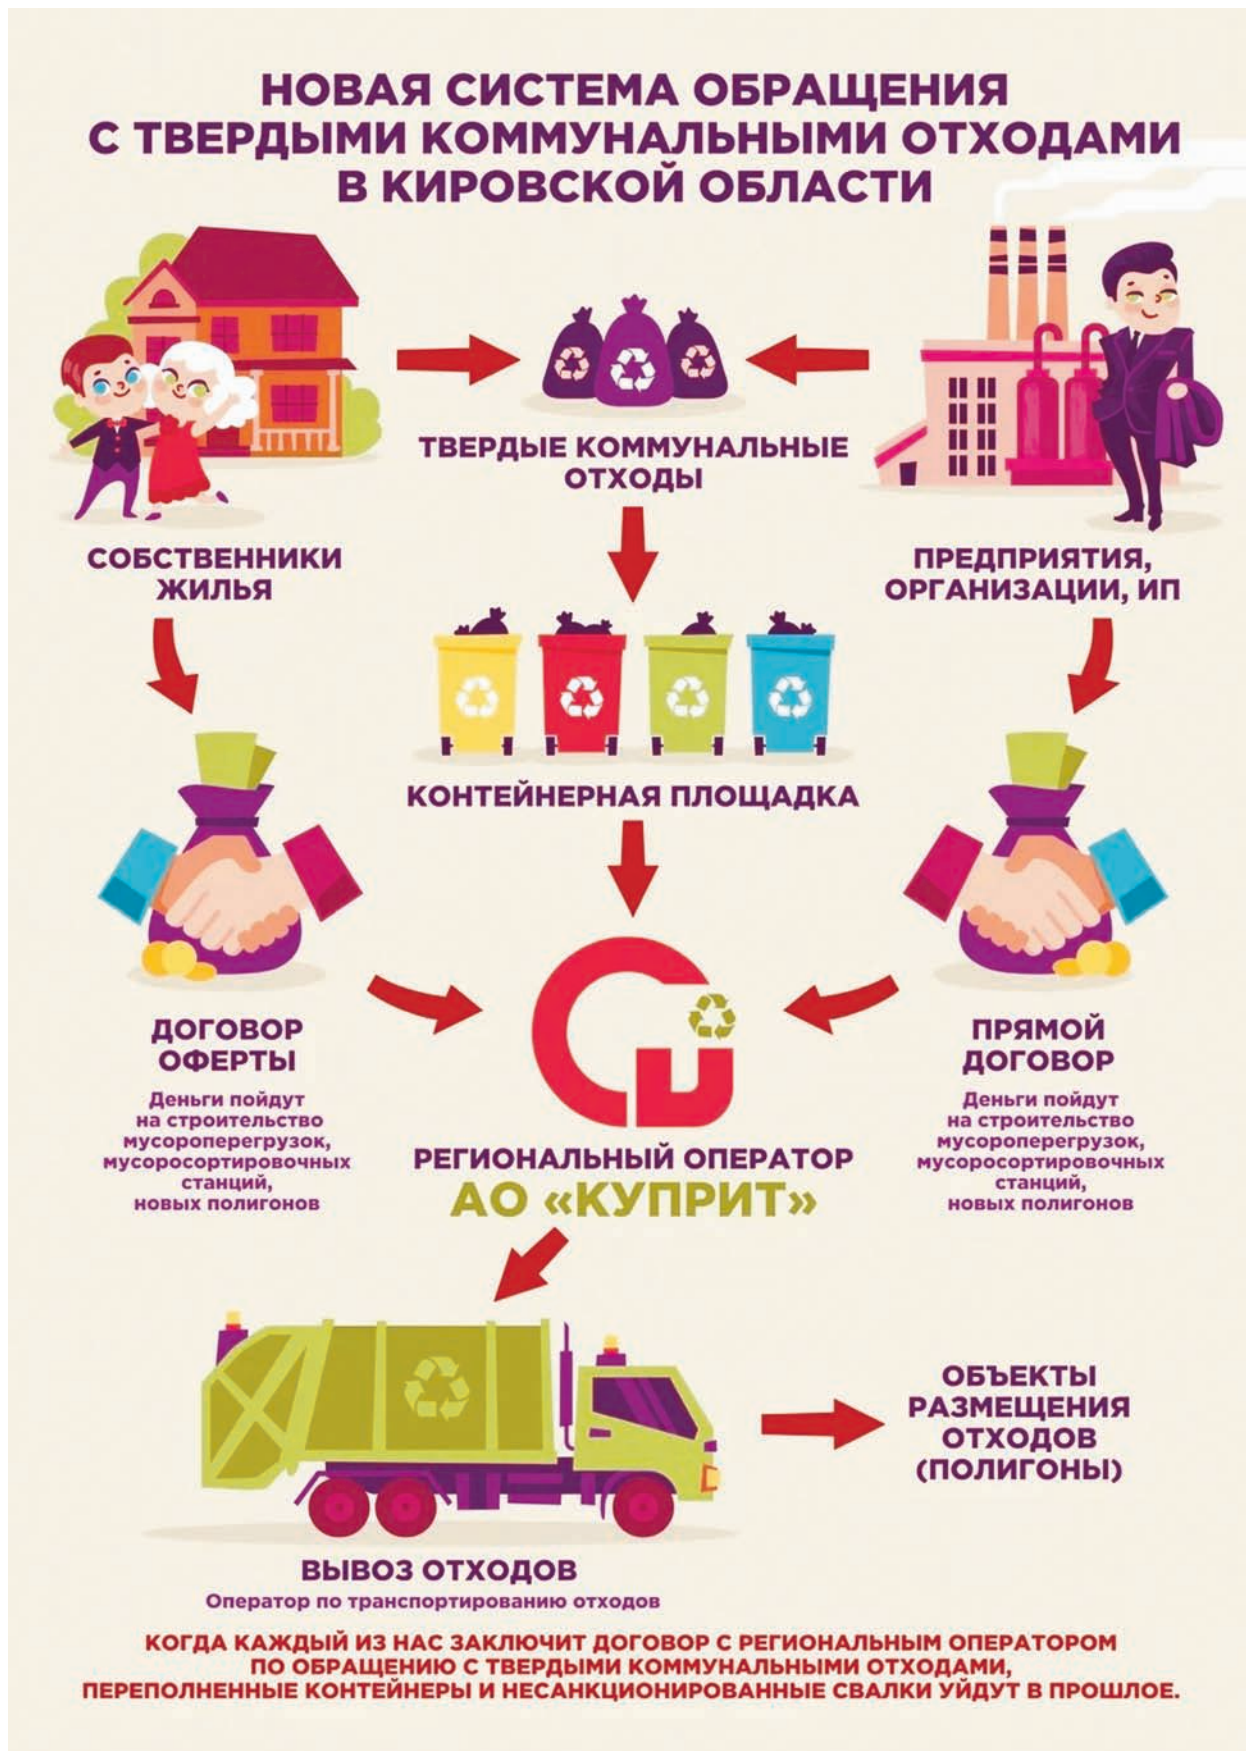 НОВАЯ СИСТЕМА ОБРАЩЕНИЯ
С ТВЕРДЫМИ КОММУНАЛЬНЫМИ ОТХОДАМИ
В КИРОВСКОЙ ОБЛАСТИ
ТВЕРДЫЕ КОММУНАЛЬНЫЕ
ОТХОДЫ
СОБСТВЕННИКИ
ЖИЛЬЯ
ПРЕДПРИЯТИЯ,
ОРГАНИЗАЦИИ, ИП
КОНТЕЙНЕРНАЯ ПЛОЩАДКА
ДОГОВОР
ОФЕРТЫ
Деньги пойдут
на строительство
мусороперегрузок,
мусоросортировочных
станций,
новых полигонов
ПРЯМОЙ
ДОГОВОР
Деньги пойдут
на строительство
мусороперегрузок,
мусоросортировочных
станций,
новых полигонов
РЕГИОНАЛЬНЫЙ ОПЕРАТОР
АО «КУПРИТ»
ОБЪЕКТЫ
РАЗМЕЩЕНИЯ
ОТХОДОВ
(ПОЛИГОНЫ)
ВЫВОЗ ОТХОДОВ
Оператор по транспортированию отходов
КОГДА КАЖДЫЙ ИЗ НАС ЗАКЛЮЧИТ ДОГОВОР С РЕГИОНАЛЬНЫМ ОПЕРАТОРОМ
ПО ОБРАЩЕНИЮ С ТВЕРДЫМИ КОММУНАЛЬНЫМИ ОТХОДАМИ,
ПЕРЕПОЛНЕННЫЕ КОНТЕЙНЕРЫ И НЕСАНКЦИОНИРОВАННЫЕ СВАЛКИ УЙДУТ В ПРОШЛОЕ.